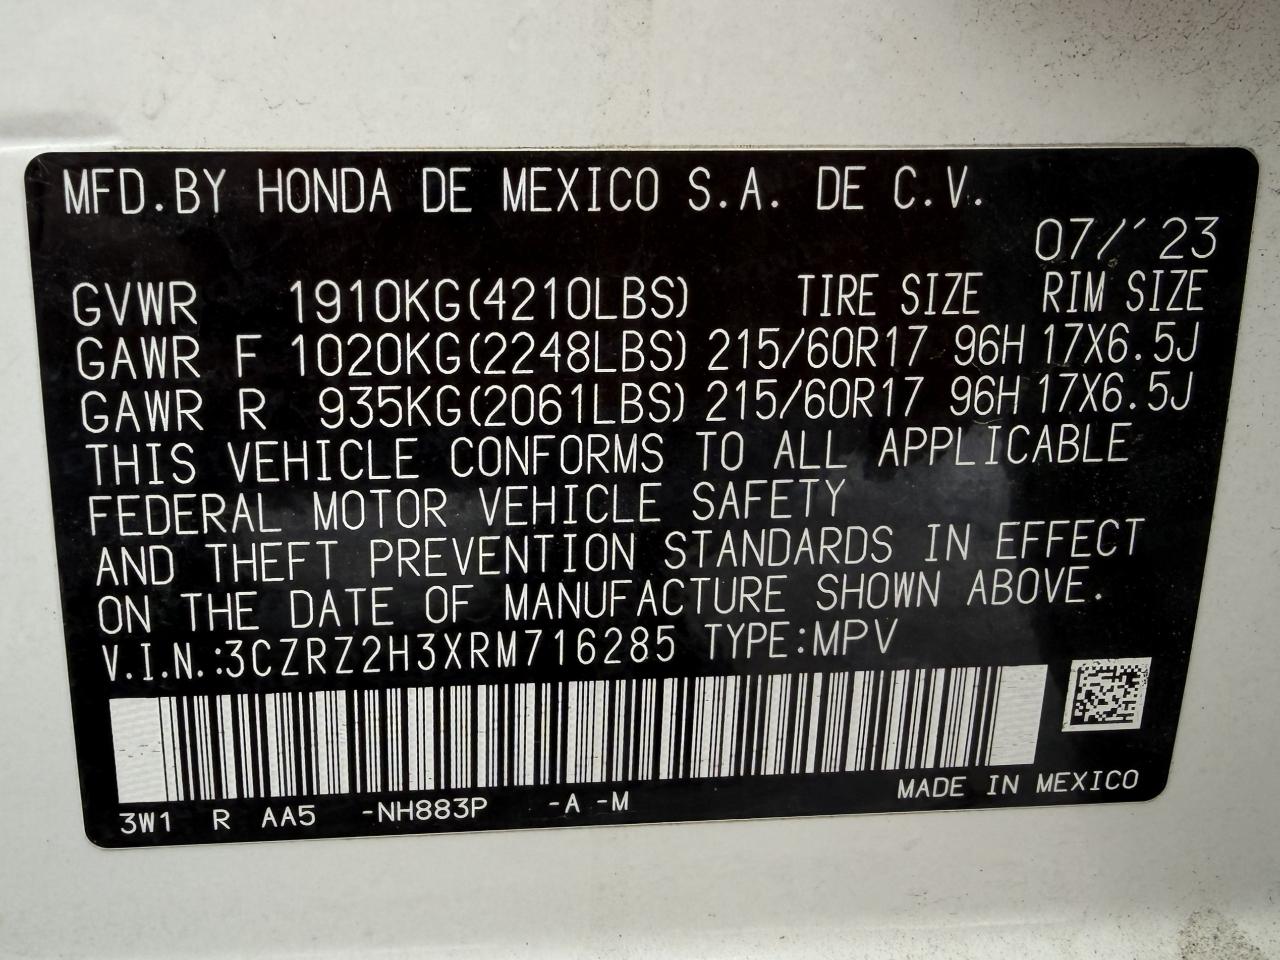 MFD.BY HONDA DE MEXICO S.A. DE C.V.
07/'23
GVWR 1910KG(4210LBS) TIRE SIZE RIM SIZE
GAWR F 1020KG(2248LBS) 215/60R17 96H 17X6.5J
GAWR R 935KG(2061LBS) 215/60R17 96H 17X6.5J
THIS VEHICLE CONFORMS TO ALL APPLICABLE
FEDERAL MOTOR VEHICLE SAFETY
AND THEFT PREVENTION STANDARDS IN EFFECT
ON THE DATE OF MANUFACTURE SHOWN ABOVE.
V.I.N.:3CZRZ2H3XRM716285 TYPE:MPV
MADE IN MEXICO
3W1 R AA5 -NH883P -A -M